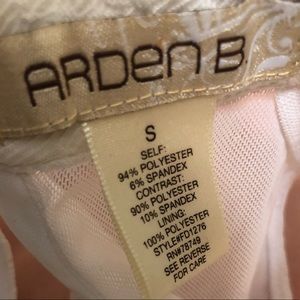 ARDEN B.
S
SELF:
94% POLYESTER
6% SPANDEX
CONTRAST:
90% POLYESTER
10% SPANDEX
LINING:
100% POLYESTER
STYLE#FD1276
RN#78749
SEE REVERSE
FOR CARE